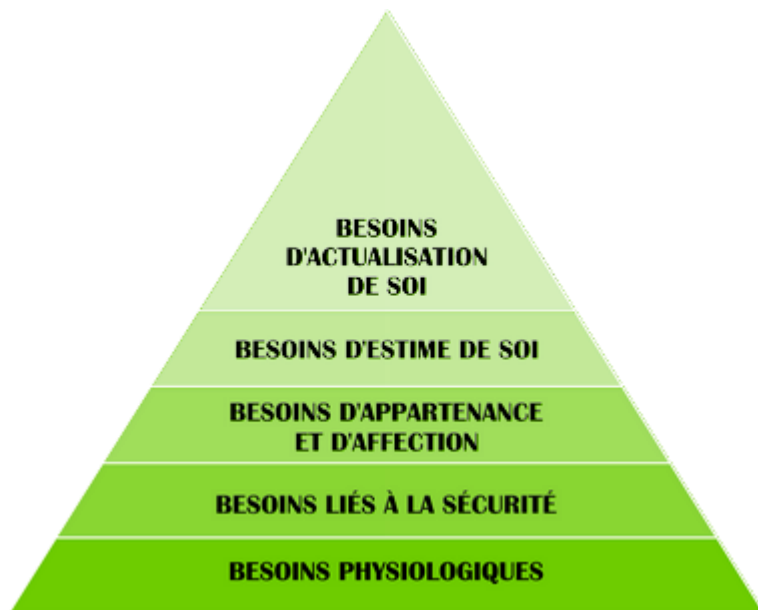 BESOINS
D'ACTUALISATION
DE SOI
BESOINS D'ESTIME DE SOI
BESOINS D'APPARTENANCE
ET D'AFFECTION
BESOINS LIÉS À LA SÉCURITÉ
BESOINS PHYSIOLOGIQUES